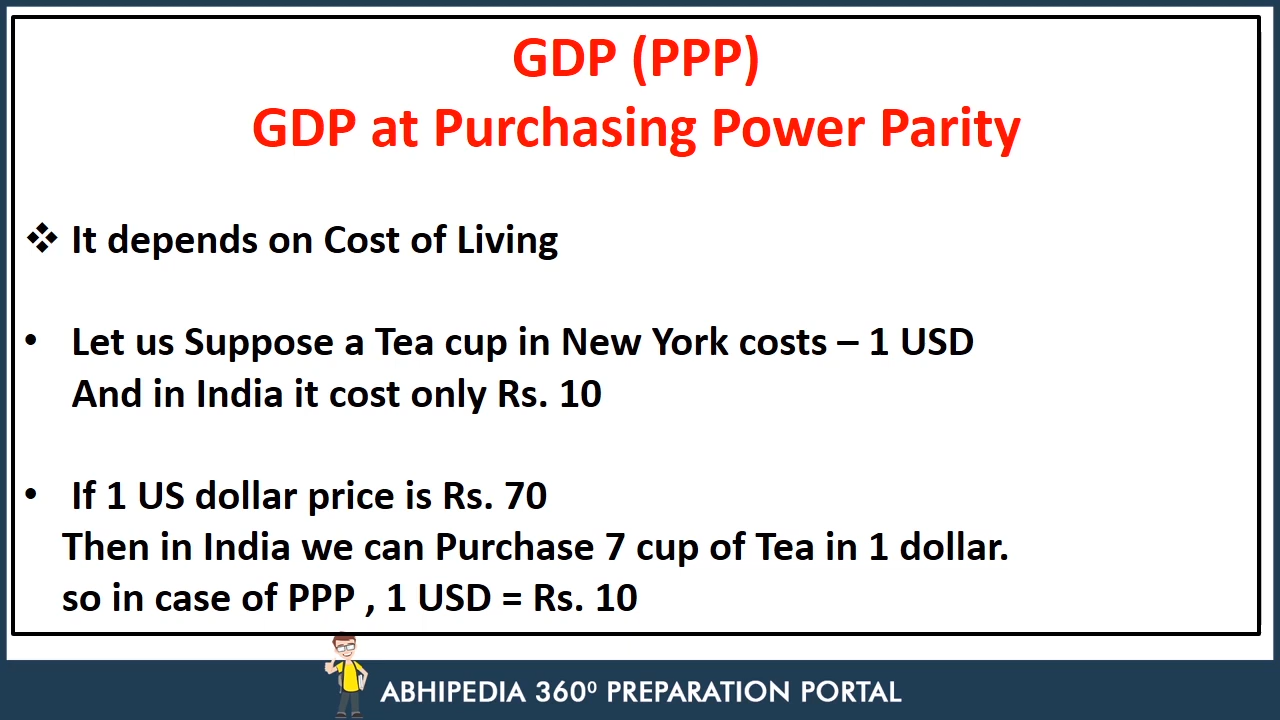 GDP (PPP)
GDP at Purchasing Power Parity
❖ It depends on Cost of Living
• Let us Suppose a Tea cup in New York costs – 1 USD
And in India it cost only Rs. 10
• If 1 US dollar price is Rs. 70
Then in India we can Purchase 7 cup of Tea in 1 dollar.
so in case of PPP , 1 USD = Rs. 10
ABHIPEDIA 360⁰ PREPARATION PORTAL